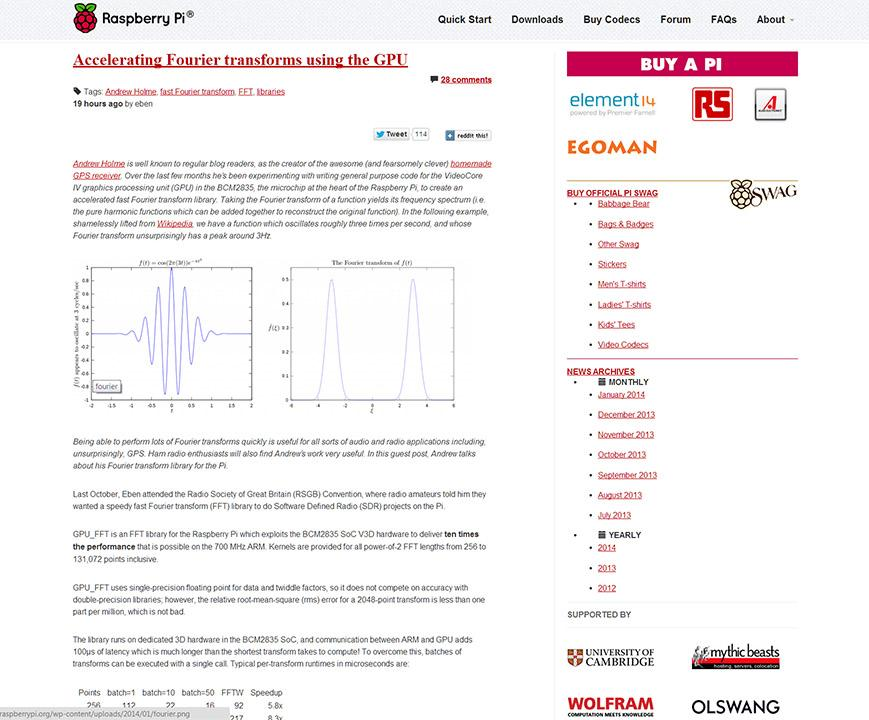 Raspberry Pi®
Quick Start Downloads Buy Codecs Forum FAQs About
Accelerating Fourier transforms using the GPU
28 comments
Tags: Andrew Holme, fast Fourier transform, FFT, libraries
19 hours ago by eben
Tweet 114 reddit this!
Andrew Holme is well known to regular blog readers, as the creator of the awesome (and fearsomely clever) homemade
GPS receiver. Over the last few months he's been experimenting with writing general purpose code for the VideoCore
IV graphics processing unit (GPU) in the BCM2835, the microchip at the heart of the Raspberry Pi, to create an
accelerated fast Fourier transform library. Taking the Fourier transform of a function yields its frequency spectrum (i.e.
the pure harmonic functions which can be added together to reconstruct the original function). In the following example,
shamelessly lifted from Wikipedia, we have a function which oscillates roughly three times per second, and whose
Fourier transform unsurprisingly has a peak around 3Hz.
f(t) = cos(2π(3t))e^-πt²
f(t) appears to oscillate at 3 cycles/sec
1
0.8
0.6
0.4
0.2
0
-0.2
-0.4
-0.6
-0.8
-1
-2 -1.5 -1 -0.5 0 0.5 1 1.5 2
t
fourier
The Fourier transform of f(t)
f̂(ξ)
0.5
0.4
0.3
0.2
0.1
0
-6 -4 -2 0 2 4 6
ξ
Being able to perform lots of Fourier transforms quickly is useful for all sorts of audio and radio applications including,
unsurprisingly, GPS. Ham radio enthusiasts will also find Andrew's work very useful. In this guest post, Andrew talks
about his Fourier transform library for the Pi.
Last October, Eben attended the Radio Society of Great Britain (RSGB) Convention, where radio amateurs told him they
wanted a speedy fast Fourier transform (FFT) library to do Software Defined Radio (SDR) projects on the Pi.
GPU_FFT is an FFT library for the Raspberry Pi which exploits the BCM2835 SoC V3D hardware to deliver ten times
the performance that is possible on the 700 MHz ARM. Kernels are provided for all power-of-2 FFT lengths from 256 to
131,072 points inclusive.
GPU_FFT uses single-precision floating point for data and twiddle factors, so it does not compete on accuracy with
double-precision libraries; however, the relative root-mean-square (rms) error for a 2048-point transform is less than one
part per million, which is not bad.
The library runs on dedicated 3D hardware in the BCM2835 SoC, and communication between ARM and GPU adds
100µs of latency which is much longer than the shortest transform takes to compute! To overcome this, batches of
transforms can be executed with a single call. Typical per-transform runtimes in microseconds are:
Points batch=1 batch=10 batch=50 FFTW Speedup
256 112 22 16 92 5.8x
217 8.3x
raspberrypi.org/wp-content/uploads/2014/01/fourier.png
BUY A PI
element14
powered by Premier Farnell
RS
A
EGOMAN
SWAG
BUY OFFICIAL PI SWAG
Babbage Bear
Bags & Badges
Other Swag
Stickers
Men's T-shirts
Ladies' T-shirts
Kids' Tees
Video Codecs
NEWS ARCHIVES
MONTHLY
January 2014
December 2013
November 2013
October 2013
September 2013
August 2013
July 2013
YEARLY
2014
2013
2012
SUPPORTED BY
UNIVERSITY OF
CAMBRIDGE
mythic beasts
hosting, servers, colocation
WOLFRAM
COMPUTATION MEETS KNOWLEDGE
OLSWANG